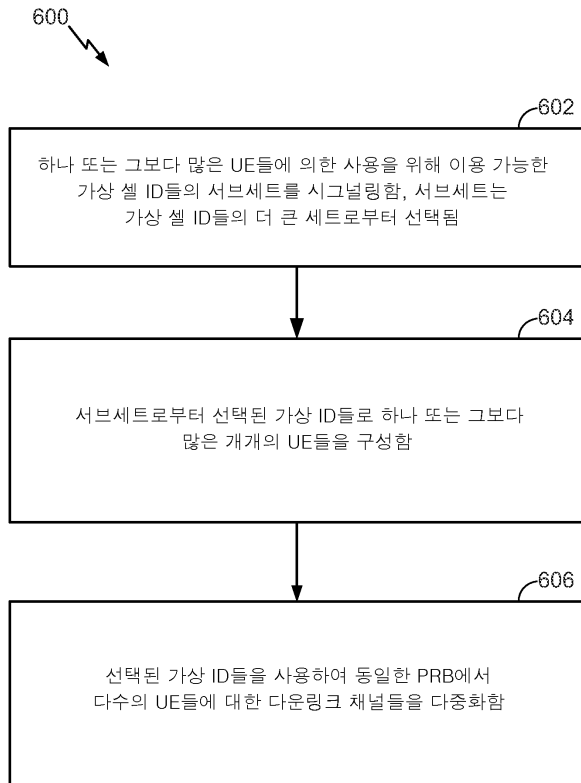 600
602
하나 또는 그보다 많은 UE들에 의한 사용을 위해 이용 가능한
가상 셀 ID들의 서브세트를 시그널링함, 서브세트는
가상 셀 ID들의 더 큰 세트로부터 선택됨
604
서브세트로부터 선택된 가상 ID들로 하나 또는 그보다
많은 개개의 UE들을 구성함
606
선택된 가상 ID들을 사용하여 동일한 PRB에서
다수의 UE들에 대한 다운링크 채널들을 다중화함